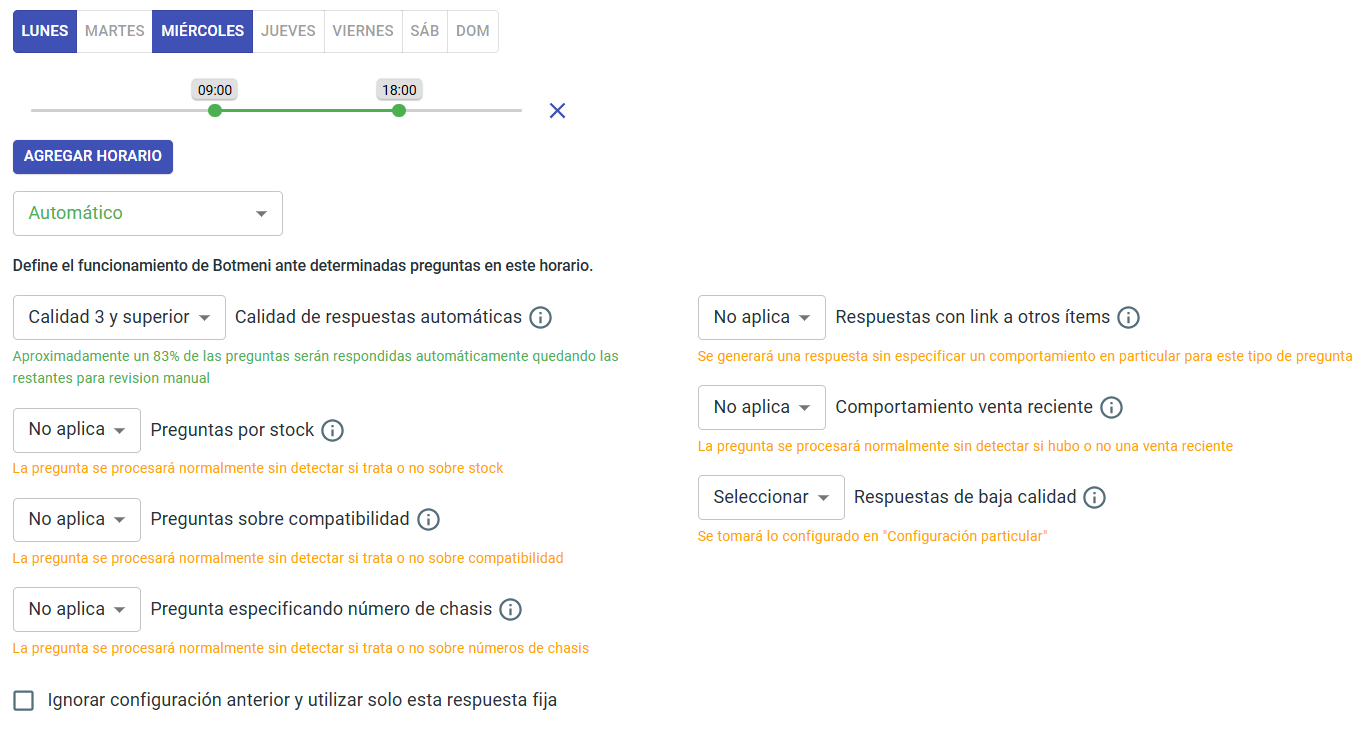 LUNES MARTES MIÉRCOLES JUEVES VIERNES SÁB DOM
09:00 18:00
AGREGAR HORARIO
Automático
Define el funcionamiento de Botmeni ante determinadas preguntas en este horario.
Calidad 3 y superior Calidad de respuestas automáticas
Aproximadamente un 83% de las preguntas serán respondidas automáticamente quedando las
restantes para revision manual
No aplica Preguntas por stock
La pregunta se procesará normalmente sin detectar si trata o no sobre stock
No aplica Preguntas sobre compatibilidad
La pregunta se procesará normalmente sin detectar si trata o no sobre compatibilidad
No aplica Pregunta especificando número de chasis
La pregunta se procesará normalmente sin detectar si trata o no sobre números de chasis
No aplica Respuestas con link a otros ítems
Se generará una respuesta sin especificar un comportamiento en particular para este tipo de pregunta
No aplica Comportamiento venta reciente
La pregunta se procesará normalmente sin detectar si hubo o no una venta reciente
Seleccionar Respuestas de baja calidad
Se tomará lo configurado en "Configuración particular"
Ignorar configuración anterior y utilizar solo esta respuesta fija